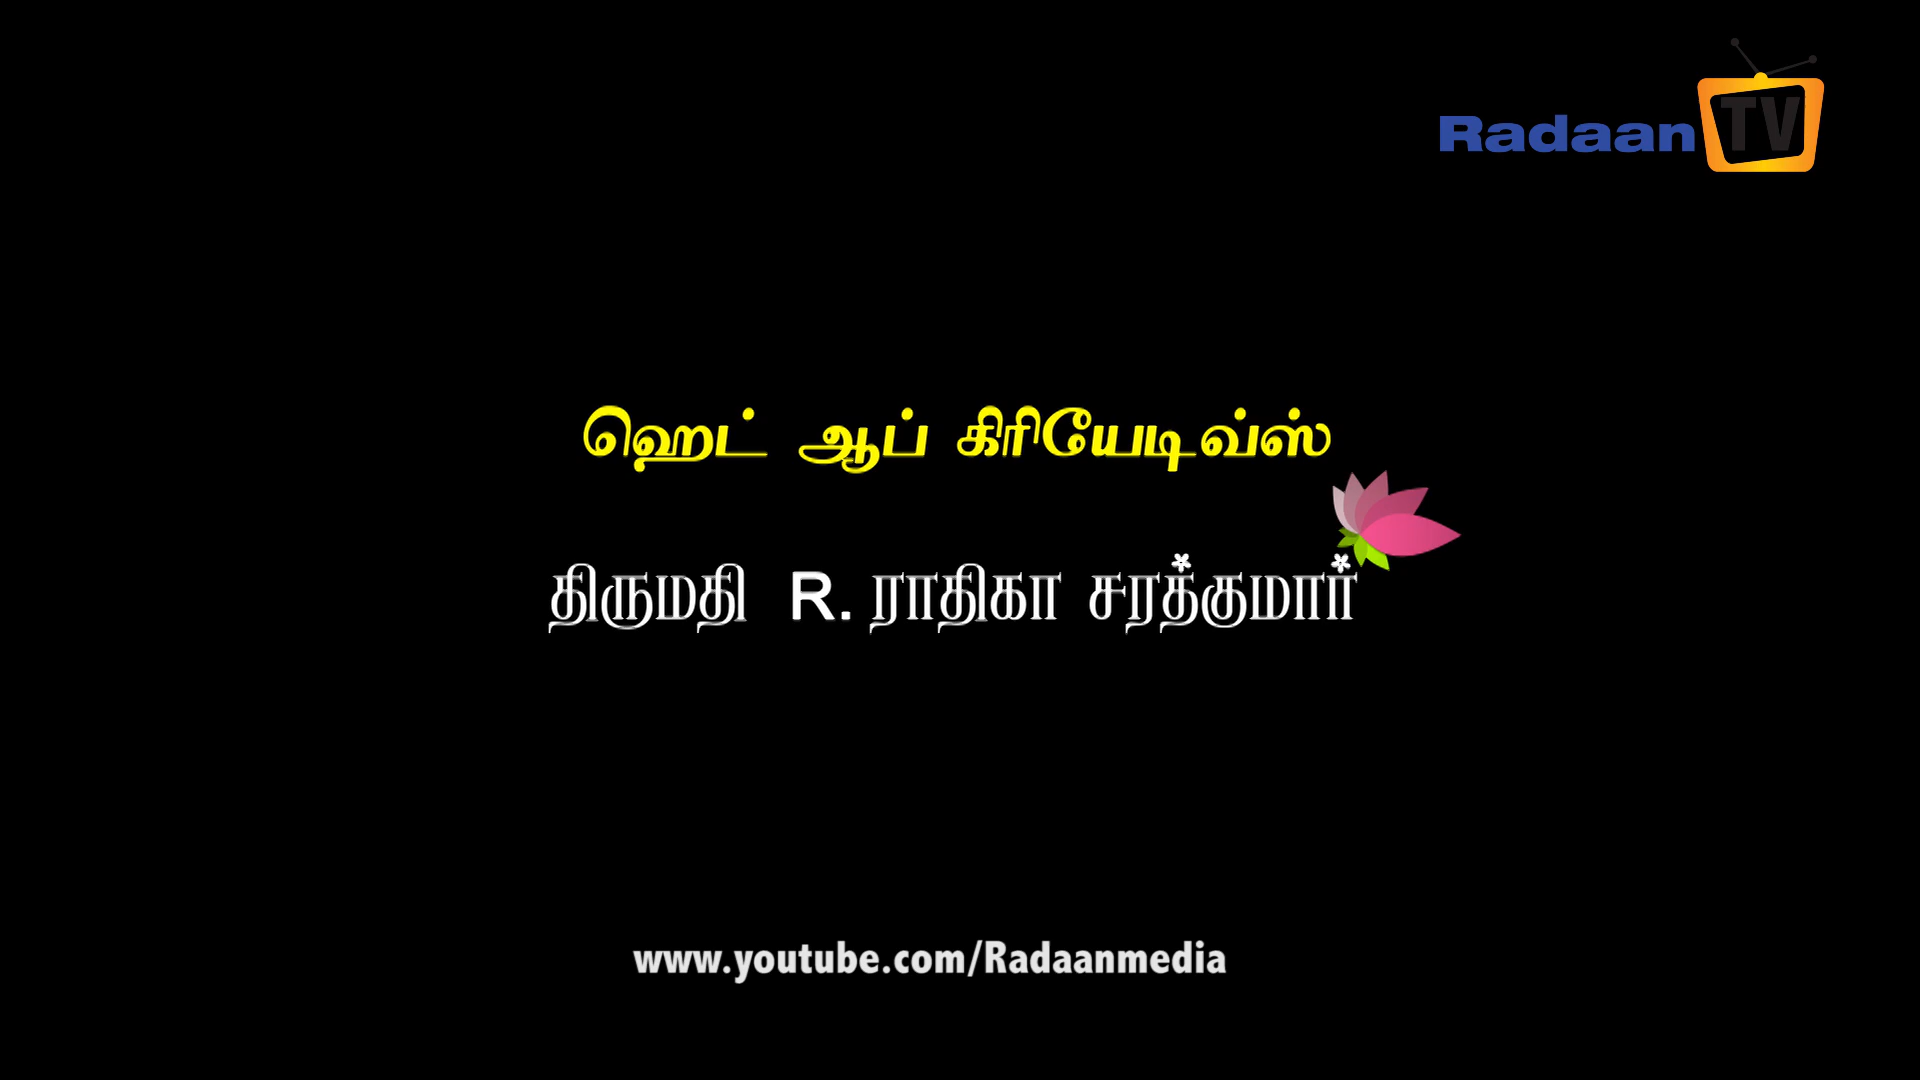 Radaan TV
ஹெட் ஆப் கிரியேடிவ்ஸ்
திருமதி R. ராதிகா சரத்குமார்
www.youtube.com/Radaanmedia